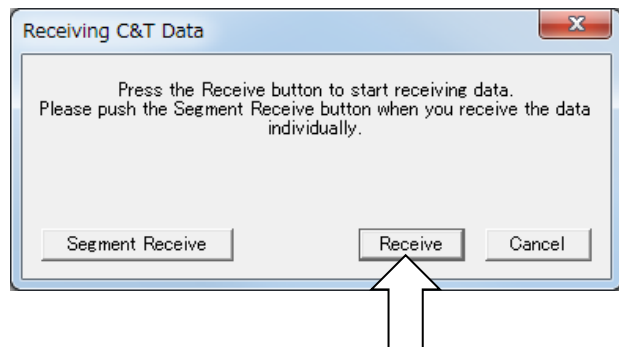 Receiving C&T Data
Press the Receive button to start receiving data.
Please push the Segment Receive button when you receive the data
individually.
Segment Receive
Receive
Cancel